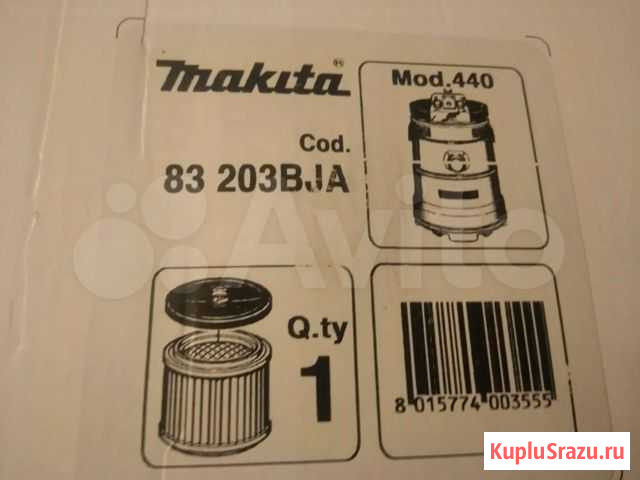 makita®
Mod.440
Cod.
83 203BJA
Avito
Q.ty
1
8 015774 003555
KupluSrazu.ru